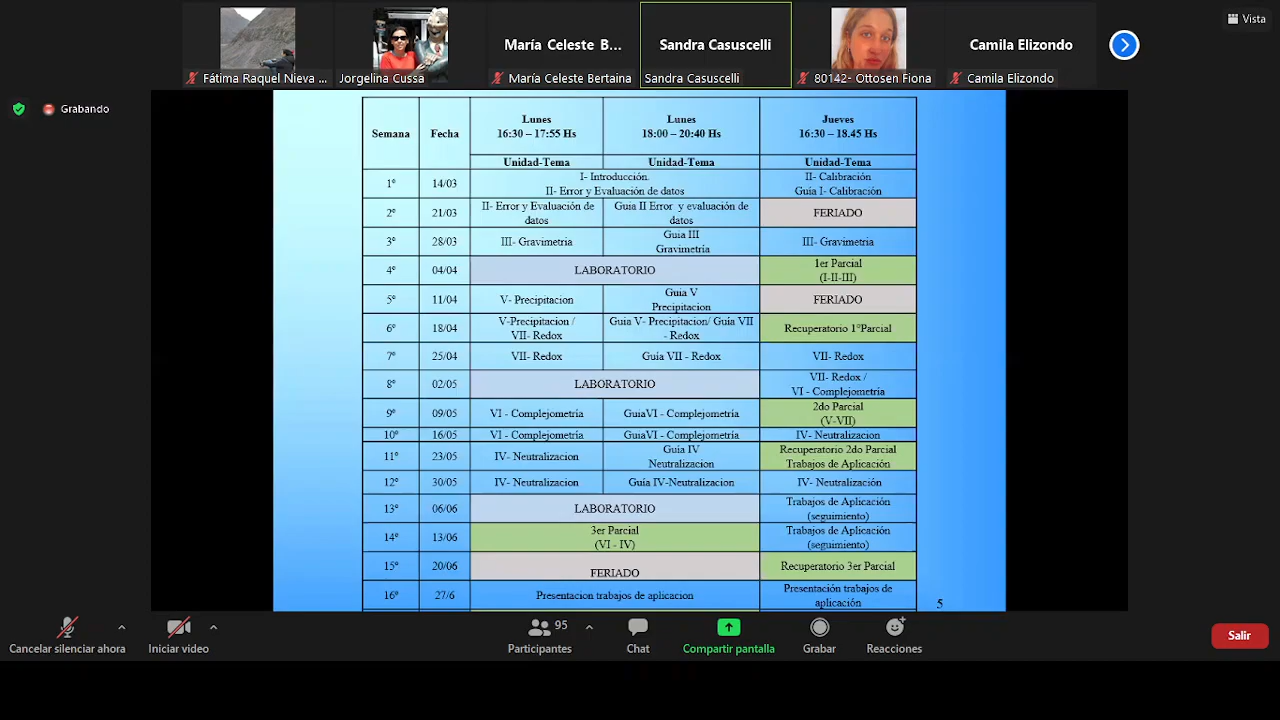 María Celeste B...
Sandra Casuscelli
Camila Elizondo
Vista
Fátima Raquel Nieva ...
Jorgelina Cussa
María Celeste Bertaina
Sandra Casuscelli
80142- Ottosen Fiona
Camila Elizondo
Grabando
Semana
Fecha
Lunes
16:30 – 17:55 Hs
Lunes
18:00 – 20:40 Hs
Jueves
16:30 – 18.45 Hs
Unidad-Tema
Unidad-Tema
Unidad-Tema
1º
14/03
I- Introducción.
II- Error y Evaluación de datos
II- Calibración
Guía I- Calibración
2º
21/03
II- Error y Evaluación de
datos
Guia II Error y evaluación de
datos
FERIADO
3º
28/03
III- Gravimetria
Guia III
Gravimetría
III- Gravimetria
4º
04/04
LABORATORIO
1er Parcial
(I-II-III)
5º
11/04
V- Precipitacion
Guia V
Precipitacion
FERIADO
6º
18/04
V-Precipitacion /
VII- Redox
Guia V- Precipitacion/ Guía VII
- Redox
Recuperatorio 1°Parcial
7º
25/04
VII- Redox
Guía VII - Redox
VII- Redox
8º
02/05
LABORATORIO
VII- Redox /
VI - Complejometría
9º
09/05
VI - Complejometría
GuiaVI - Complejometría
2do Parcial
(V-VII)
10º
16/05
VI - Complejometría
GuiaVI - Complejometría
IV- Neutralizacion
11º
23/05
IV- Neutralizacion
Guía IV
Neutralizacion
Recuperatorio 2do Parcial
Trabajos de Aplicación
12º
30/05
IV- Neutralizacion
Guía IV-Neutralizacion
IV- Neutralización
13º
06/06
LABORATORIO
Trabajos de Aplicación
(seguimiento)
14º
13/06
3er Parcial
(VI - IV)
Trabajos de Aplicación
(seguimiento)
15º
20/06
FERIADO
Recuperatorio 3er Parcial
16º
27/6
Presentacion trabajos de aplicacion
Presentación trabajos de
aplicación
5
Cancelar silenciar ahora
Iniciar video
95
Participantes
Chat
Compartir pantalla
Grabar
Reacciones
Salir